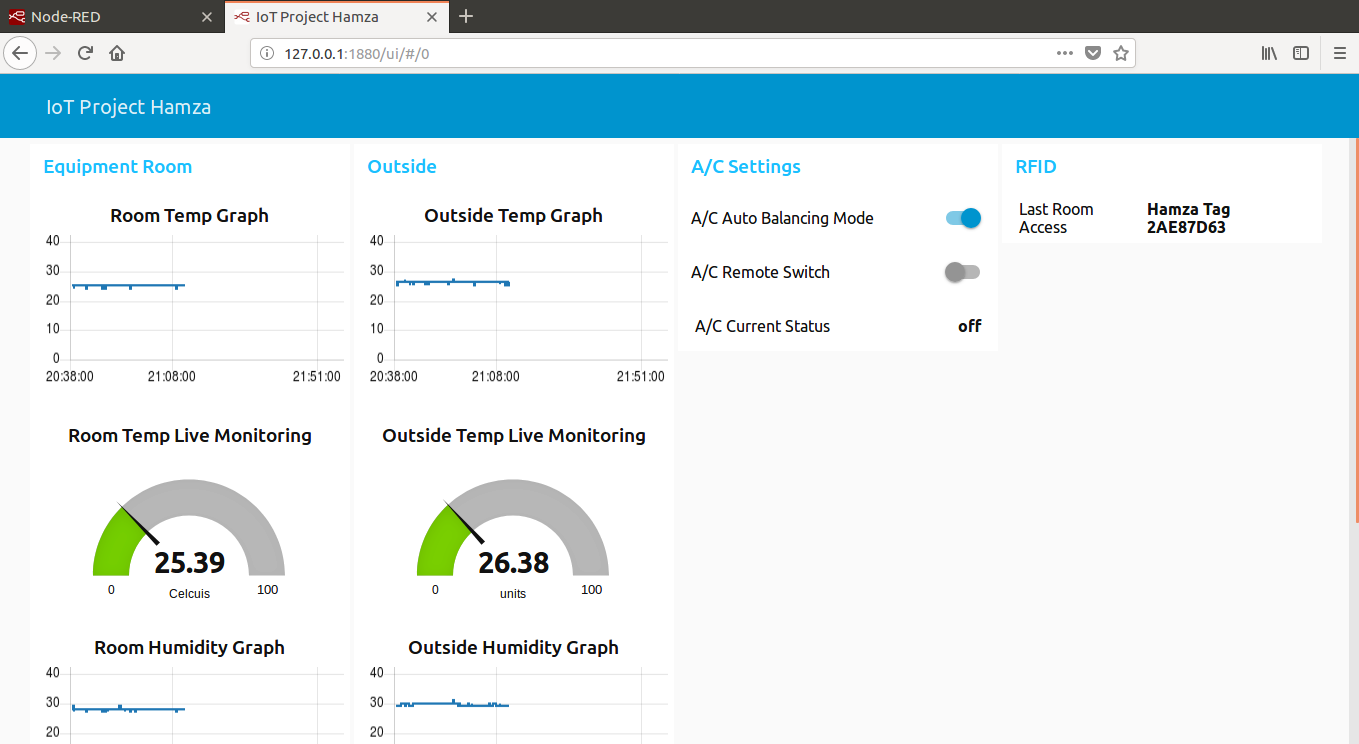 Node-RED
IoT Project Hamza
127.0.0.1:1880/ui/#/0
IoT Project Hamza
Equipment Room
Room Temp Graph
40
30
20
10
0
20:38:00 21:08:00 21:51:00
Room Temp Live Monitoring
25.39
0 Celcuis 100
Room Humidity Graph
40
30
20
Outside
Outside Temp Graph
40
30
20
10
0
20:38:00 21:08:00 21:51:00
Outside Temp Live Monitoring
26.38
0 units 100
Outside Humidity Graph
40
30
20
A/C Settings
A/C Auto Balancing Mode
A/C Remote Switch
A/C Current Status off
RFID
Last Room Hamza Tag
Access 2AE87D63